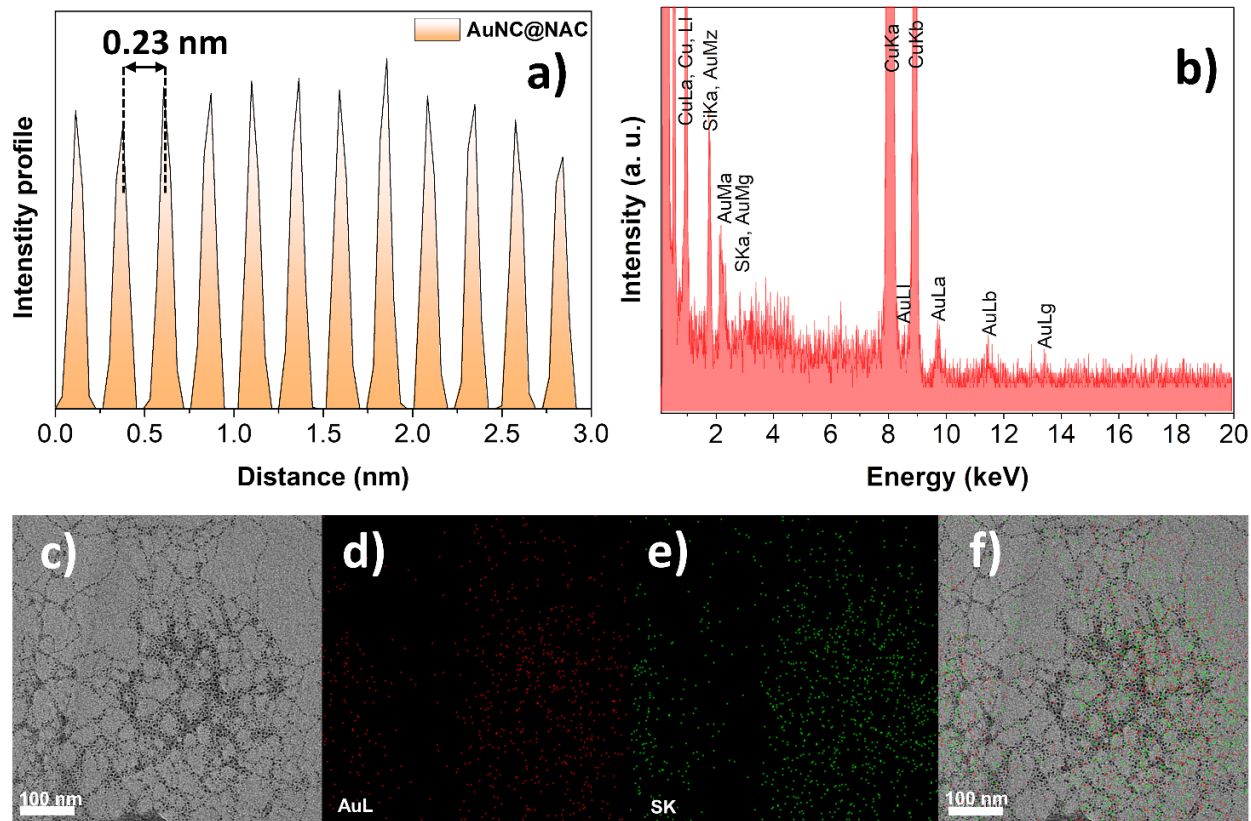 AuNC@NAC
0.23 nm
a)
Intenstity profile
0.0 0.5 1.0 1.5 2.0 2.5 3.0
Distance (nm)
b)
CuLa, Cu, LI
SiKa, AuMz
AuMa
SKa, AuMg
CuKa
CuKb
AuLl
AuLa
AuLb
AuLg
Intensity (a. u.)
2 4 6 8 10 12 14 16 18 20
Energy (keV)
c)
100 nm
d)
AuL
e)
SK
f)
100 nm